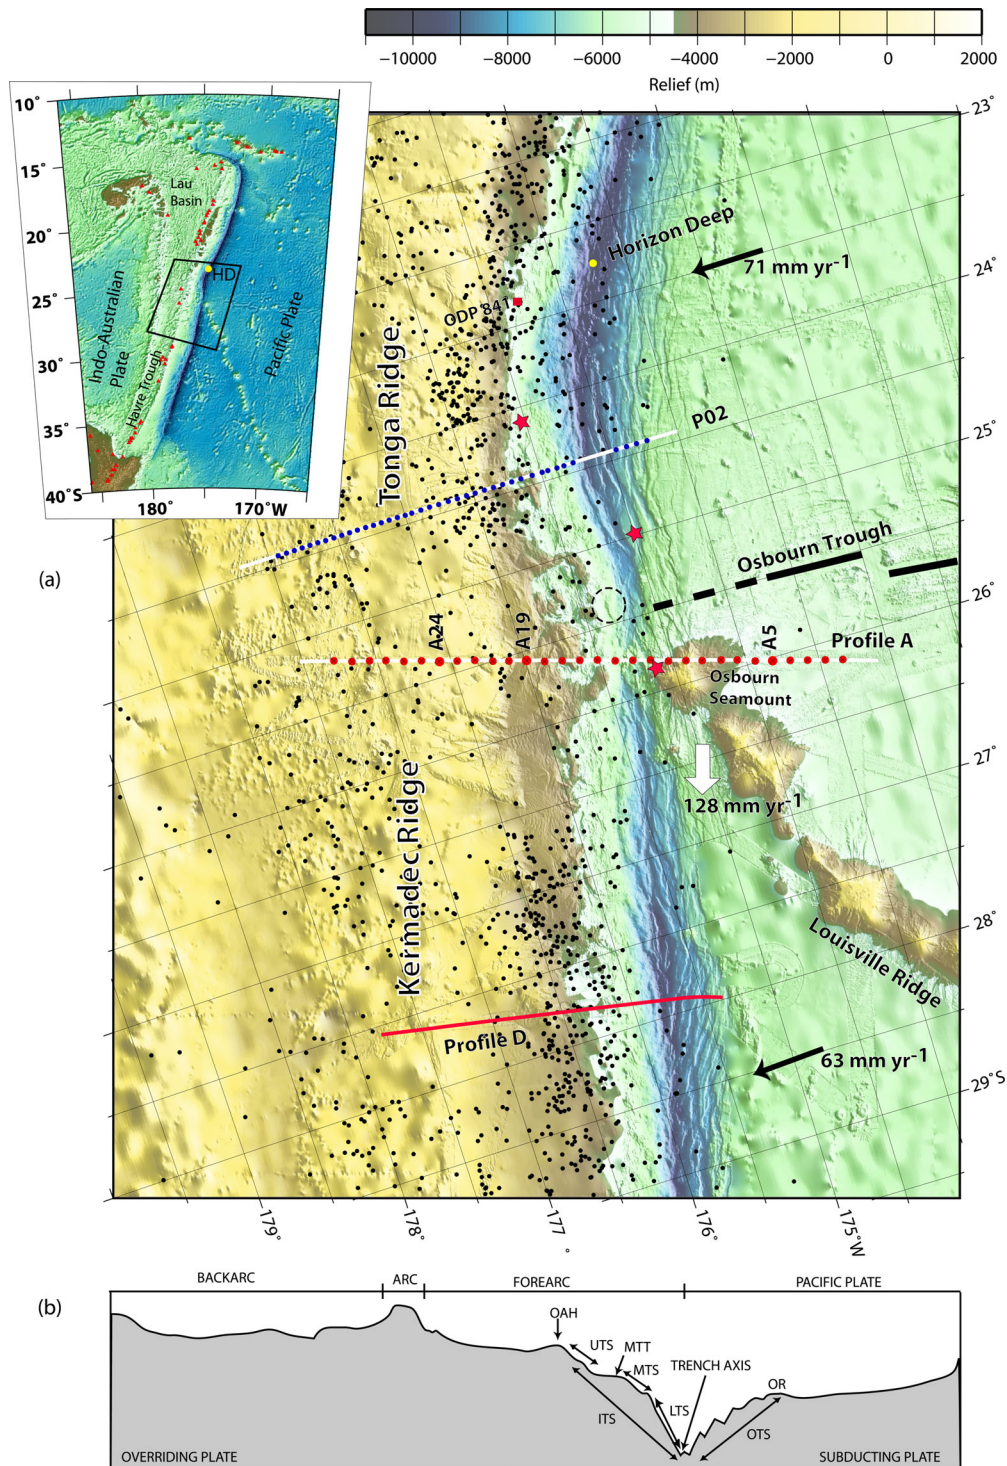 −10000 −8000 −6000 −4000 −2000 0 2000
Relief (m)
10°
15°
20°
25°
30°
35°
40°S
180°
170°W
Lau
Basin
HD
Indo-Australian
Plate
Pacific Plate
Havre Trough
23°
24°
25°
26°
27°
28°
29°S
Horizon Deep
71 mm yr-1
ODP 841
Tonga Ridge
P02
Osbourn Trough
(a)
A24
A19
A5
Profile A
Osbourn
Seamount
128 mm yr-1
Kermadec Ridge
Louisville Ridge
Profile D
63 mm yr-1
179°
178°
177°
176°
175°W
(b)
BACKARC ARC FOREARC PACIFIC PLATE
OAH
UTS
MTT
MTS
TRENCH AXIS
OR
LTS
ITS
OTS
OVERRIDING PLATE SUBDUCTING PLATE